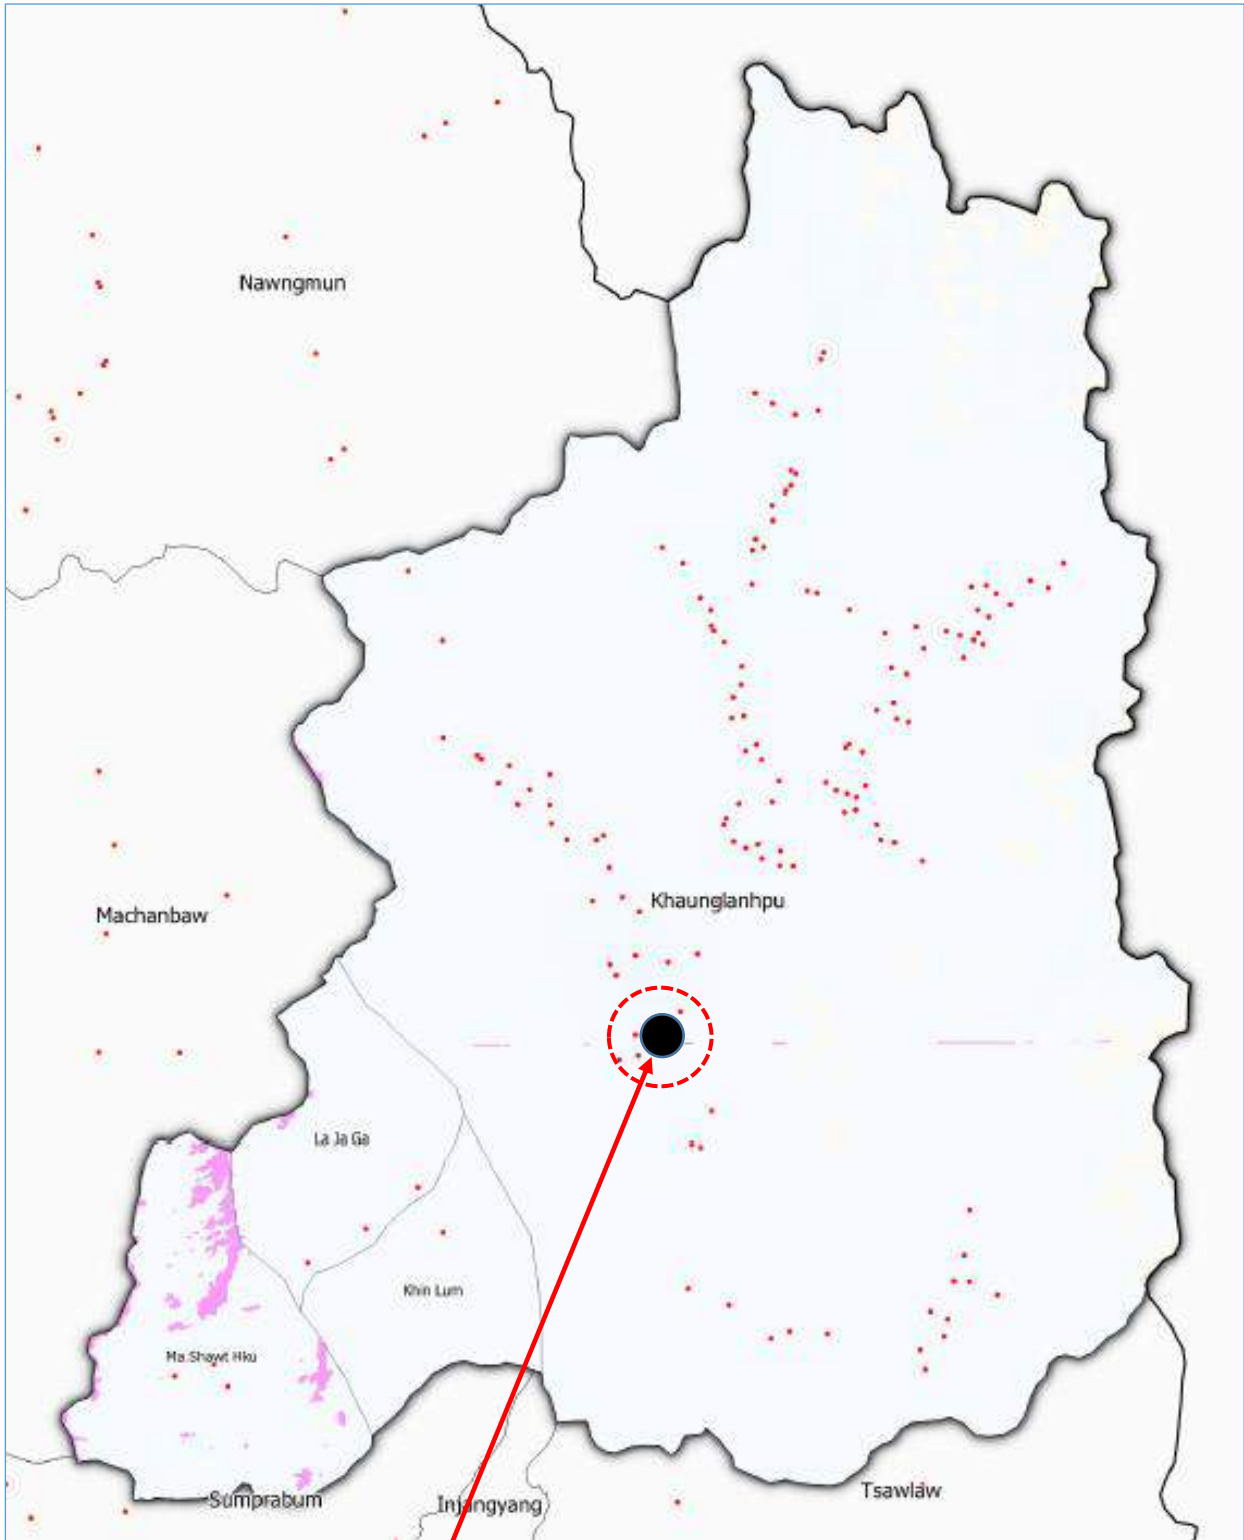 Nawngmun
Khaunglanhpu
Machanbaw
La Ja Ga
Khin Lum
Ma Shawt Hku
Tsawlaw
Sumprabum
Injangyang